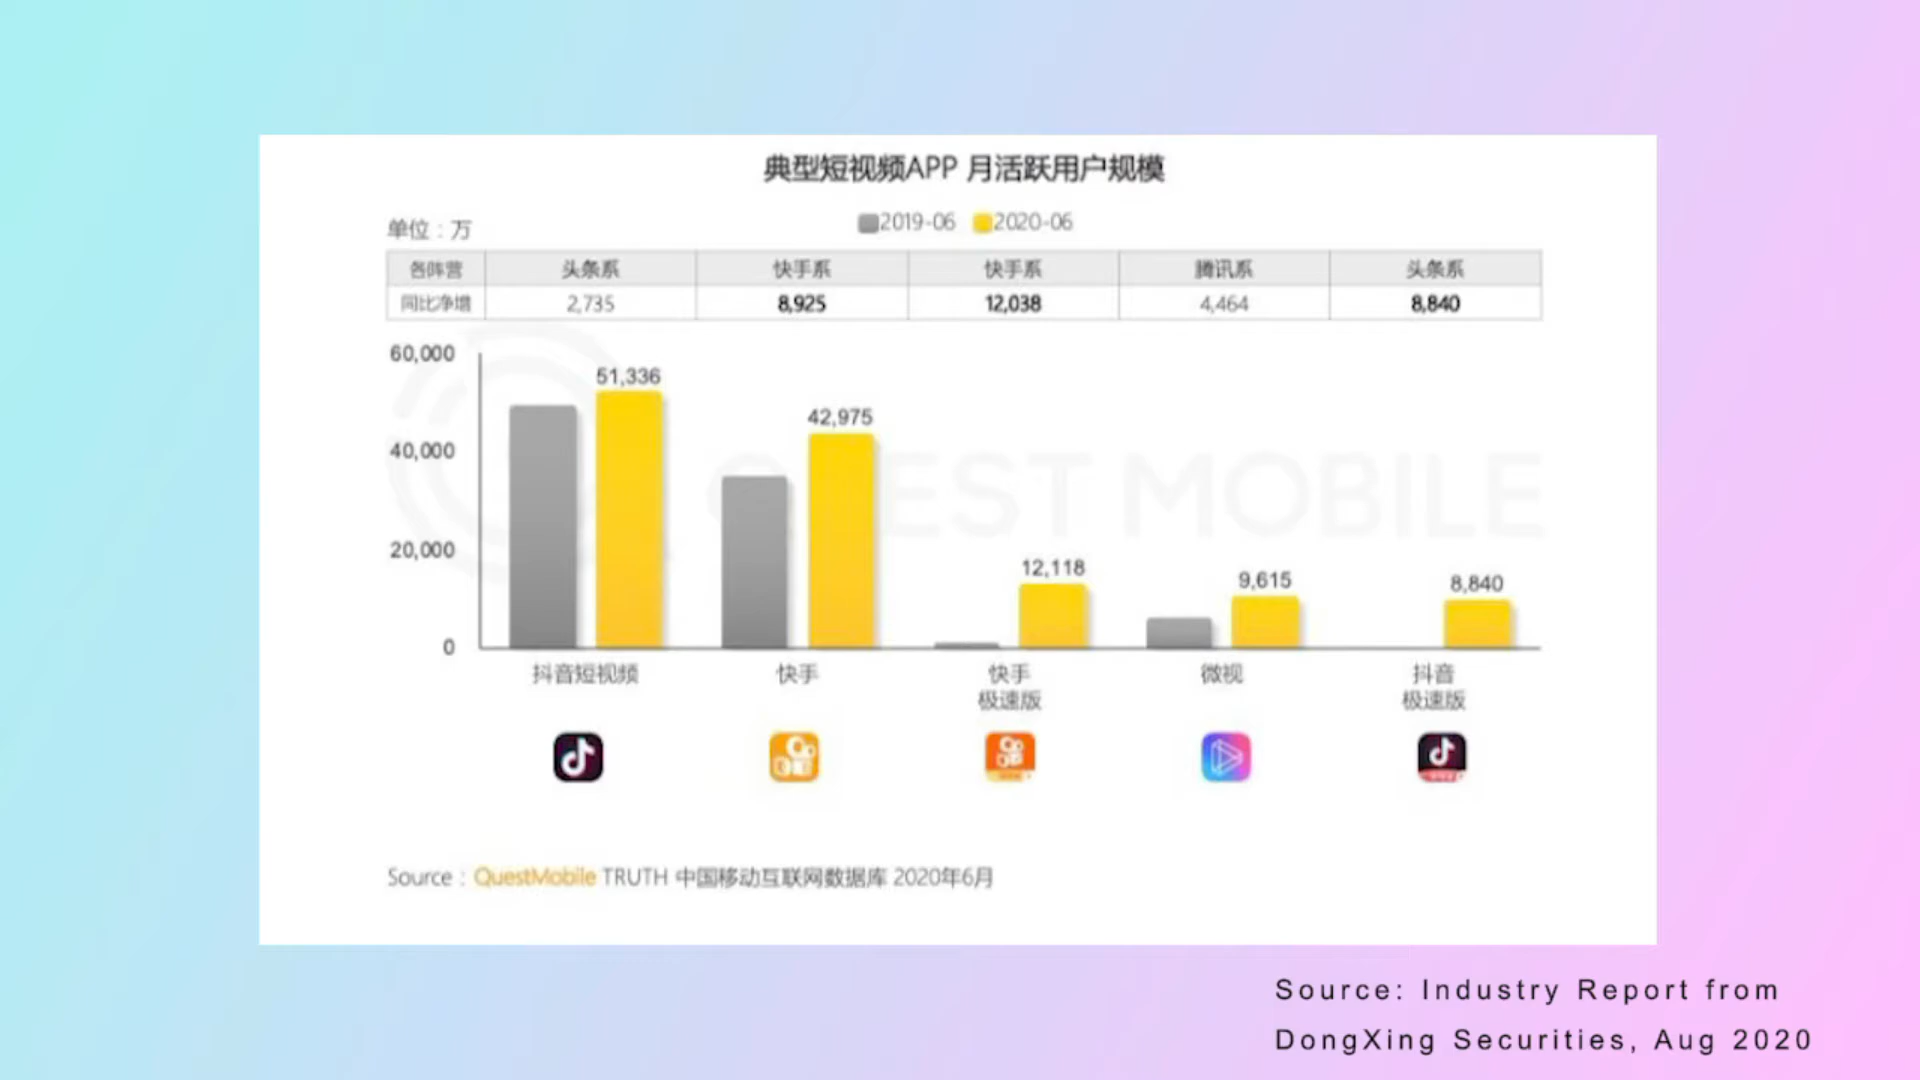 典型短视频APP 月活跃用户规模
单位：万
2019-06 2020-06
各阵营 头条系 快手系 快手系 腾讯系 头条系
同比净增 2,735 8,925 12,038 4,464 8,840
60,000
40,000
20,000
0
51,336
42,975
12,118
9,615
8,840
QUEST MOBILE
抖音短视频 快手 快手 微视 抖音
极速版 极速版
Source：QuestMobile TRUTH 中国移动互联网数据库 2020年6月
Source: Industry Report from
DongXing Securities, Aug 2020